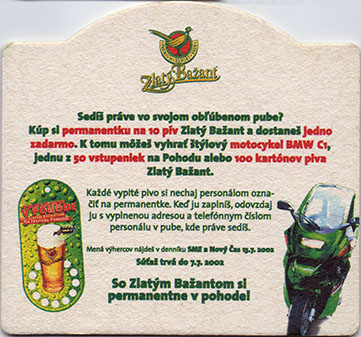 Zlatý Bažant
Sedíš práve vo svojom obľúbenom pube?
Kúp si permanentku na 10 pív Zlatý Bažant a dostaneš jedno
zadarmo. K tomu môžeš vyhrať štýlový motocykel BMW C1,
jednu z 50 vstupeniek na Pohodu alebo 100 kartónov piva
Zlatý Bažant.
Každé vypité pivo si nechaj personálom ozna-
čiť na permanentke. Keď ju zaplníš, odovzdaj
ju s vyplnenou adresou a telefónnym číslom
personálu v pube, kde práve sedíš.
Mená výhercov nájdeš v denníku SME a Nový Čas 13.7. 2002
Súťaž trvá do 7.7. 2002
So Zlatým Bažantom si
permanentne v pohode!